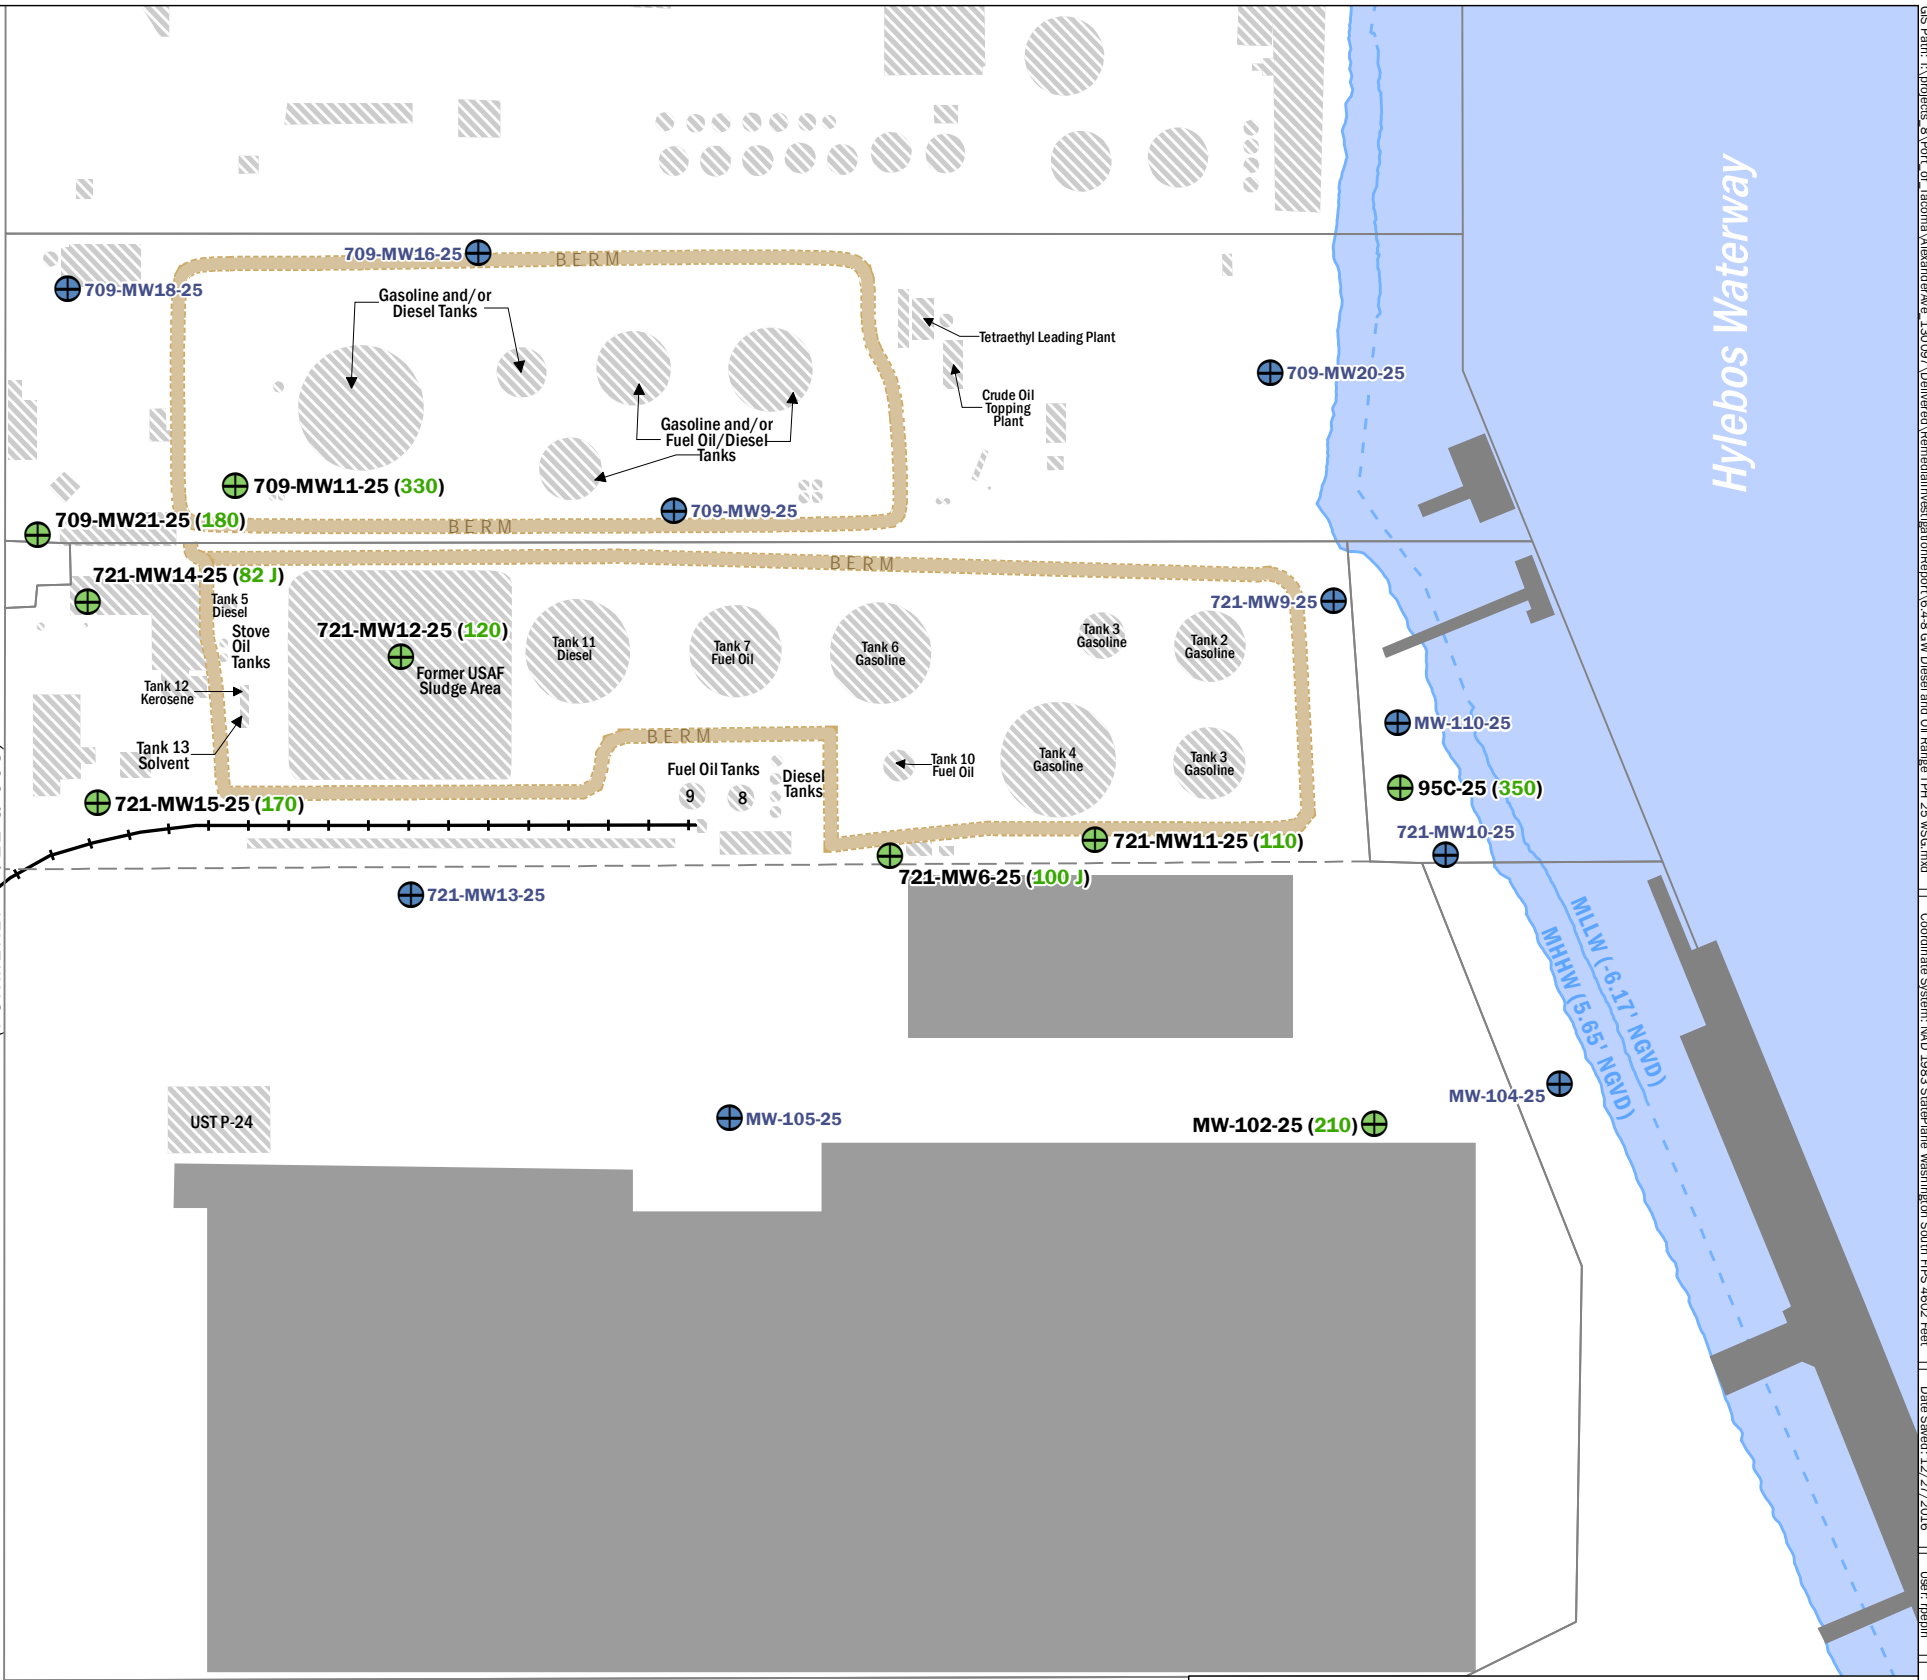 709-MW16-25
BERM
709-MW18-25
Gasoline and/or
Diesel Tanks
Tetraethyl Leading Plant
709-MW20-25
Crude Oil
Topping
Plant
Gasoline and/or
Fuel Oil/Diesel
Tanks
709-MW11-25 (330)
709-MW9-25
709-MW21-25 (180)
BERM
Hylebos Waterway
BERM
721-MW14-25 (82 J)
Tank 5
Diesel
Stove
Oil
Tanks
721-MW12-25 (120)
Former USAF
Sludge Area
Tank 11
Diesel
Tank 7
Fuel Oil
Tank 6
Gasoline
Tank 3
Gasoline
Tank 2
Gasoline
721-MW9-25
Tank 12
Kerosene
Tank 13
Solvent
BERM
MW-110-25
Fuel Oil Tanks
9
8
Diesel
Tanks
Tank 10
Fuel Oil
Tank 4
Gasoline
Tank 3
Gasoline
95C-25 (350)
721-MW15-25 (170)
721-MW10-25
721-MW11-25 (110)
721-MW6-25 (100 J)
721-MW13-25
MLLW (-6.17' NGVD)
MHHW (5.65' NGVD)
MW-104-25
UST P-24
MW-105-25
MW-102-25 (210)